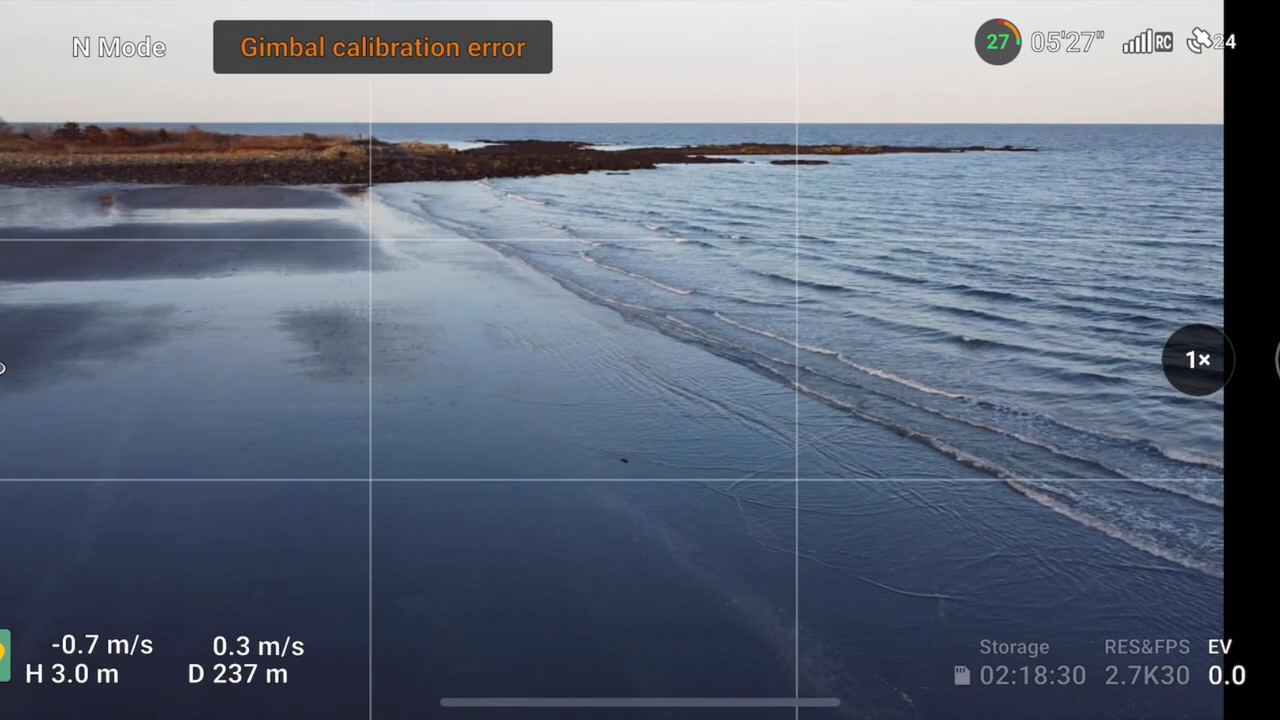 N Mode
Gimbal calibration error
27
05'27"
RC
24
1×
-0.7 m/s
0.3 m/s
H 3.0 m
D 237 m
Storage
RES&FPS
EV
02:18:30
2.7K30
0.0